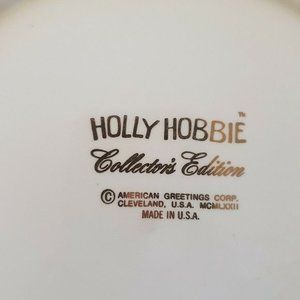 HOLLY HOBBIE™
Collector's Edition
© AMERICAN GREETINGS CORP.
CLEVELAND, U.S.A. MCMLXXII
MADE IN U.S.A.